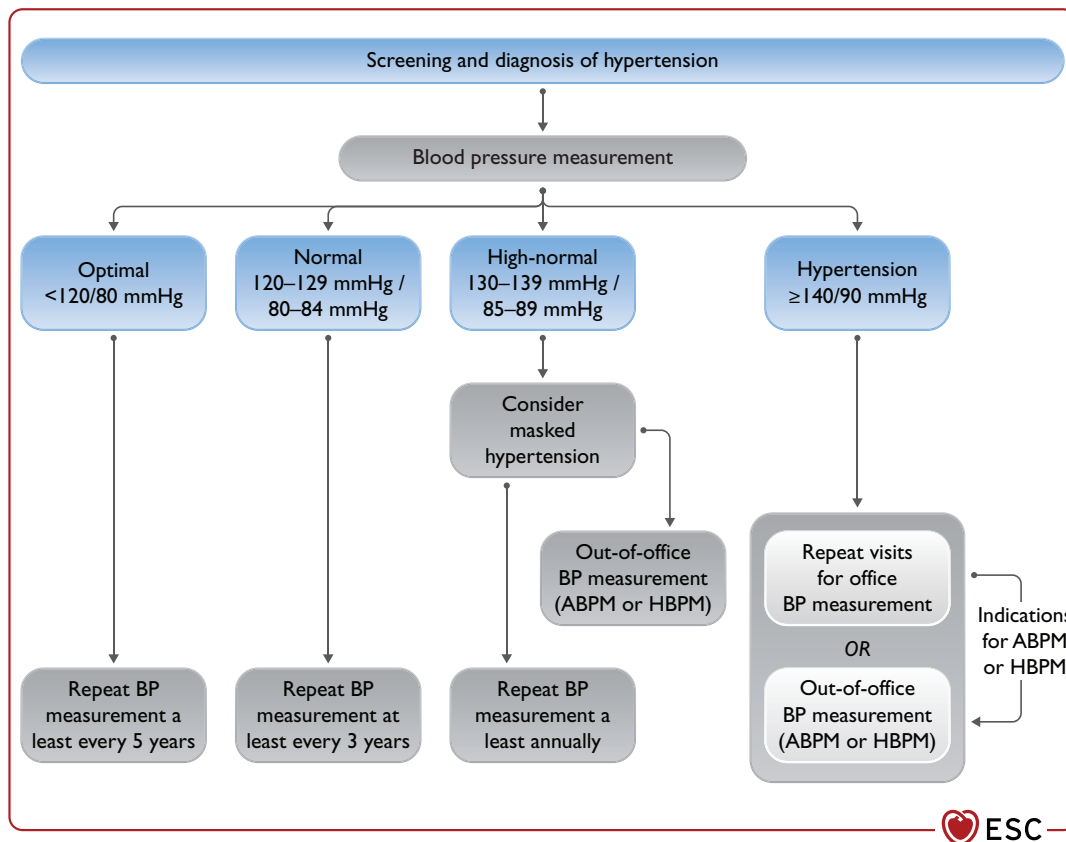 Screening and diagnosis of hypertension
Blood pressure measurement
Optimal
<120/80 mmHg
Normal
120–129 mmHg /
80–84 mmHg
High-normal
130–139 mmHg /
85–89 mmHg
Hypertension
≥140/90 mmHg
Consider
masked
hypertension
Out-of-office
BP measurement
(ABPM or HBPM)
Repeat visits
for office
BP measurement
OR
Out-of-office
BP measurement
(ABPM or HBPM)
Indications
for ABPM
or HBPM
Repeat BP
measurement a
least every 5 years
Repeat BP
measurement at
least every 3 years
Repeat BP
measurement a
least annually
ESC